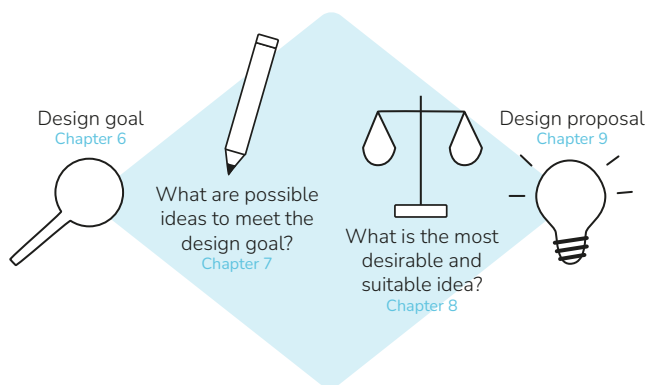 Design goal
Chapter 6
What are possible
ideas to meet the
design goal?
Chapter 7
What is the most
desirable and
suitable idea?
Chapter 8
Design proposal
Chapter 9